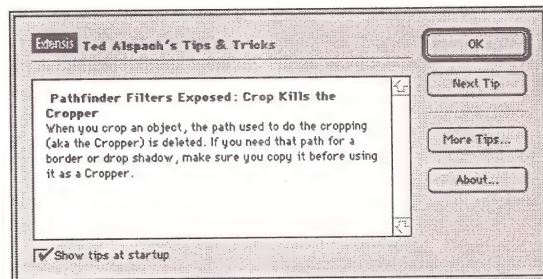 Extensis Ted Alspach's Tips & Tricks
Pathfinder Filters Exposed: Crop Kills the
Cropper
When you crop an object, the path used to do the cropping
(aka the Cropper) is deleted. If you need that path for a
border or drop shadow, make sure you copy it before using
it as a Cropper.
Show tips at startup
OK
Next Tip
More Tips...
About...